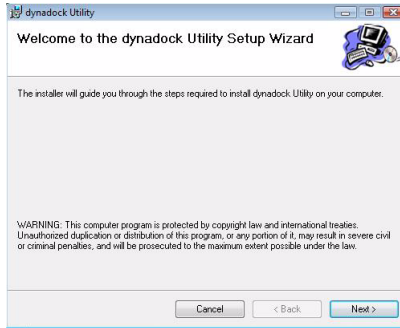 dynadock Utility
Welcome to the dynadock Utility Setup Wizard
The installer will guide you through the steps required to install dynadock Utility on your computer.
WARNING: This computer program is protected by copyright law and international treaties.
Unauthorized duplication or distribution of this program, or any portion of it, may result in severe civil
or criminal penalties, and will be prosecuted to the maximum extent possible under the law.
Cancel < Back Next >